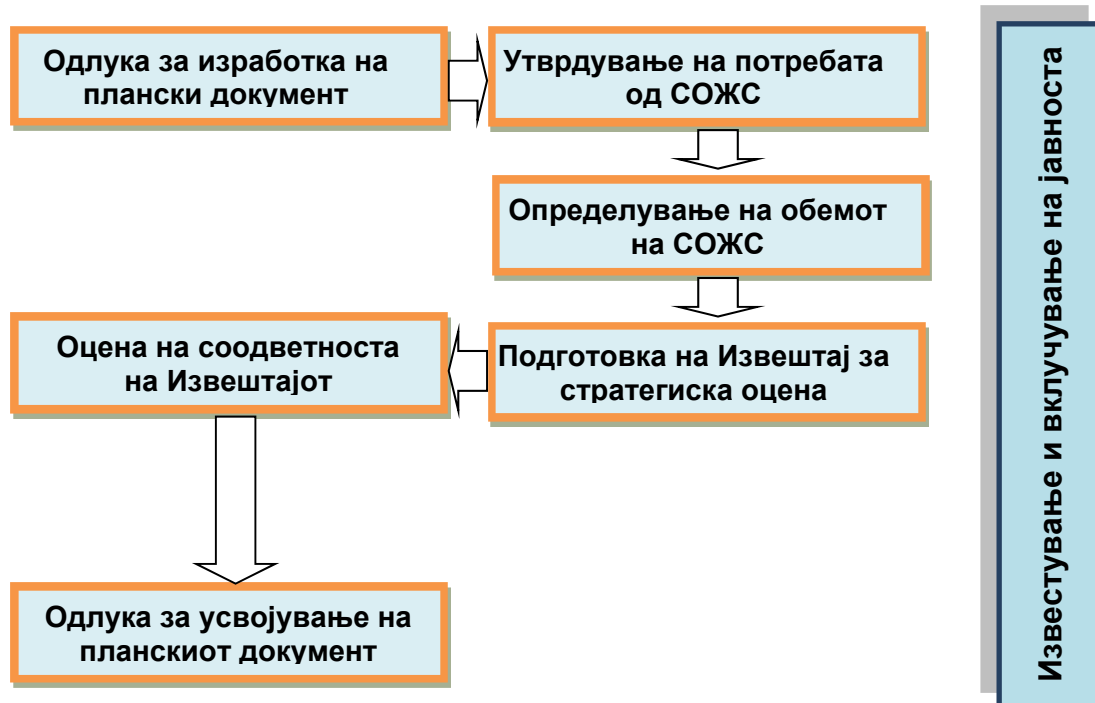 Одлука за изработка на
плански документ
Утврдување на потребата
од СОЖС
Определување на обемот
на СОЖС
Подготовка на Извештај за
стратегиска оцена
Оцена на соодветноста
на Извештајот
Одлука за усвојување на
планскиот документ
Известување и вклучување на јавноста